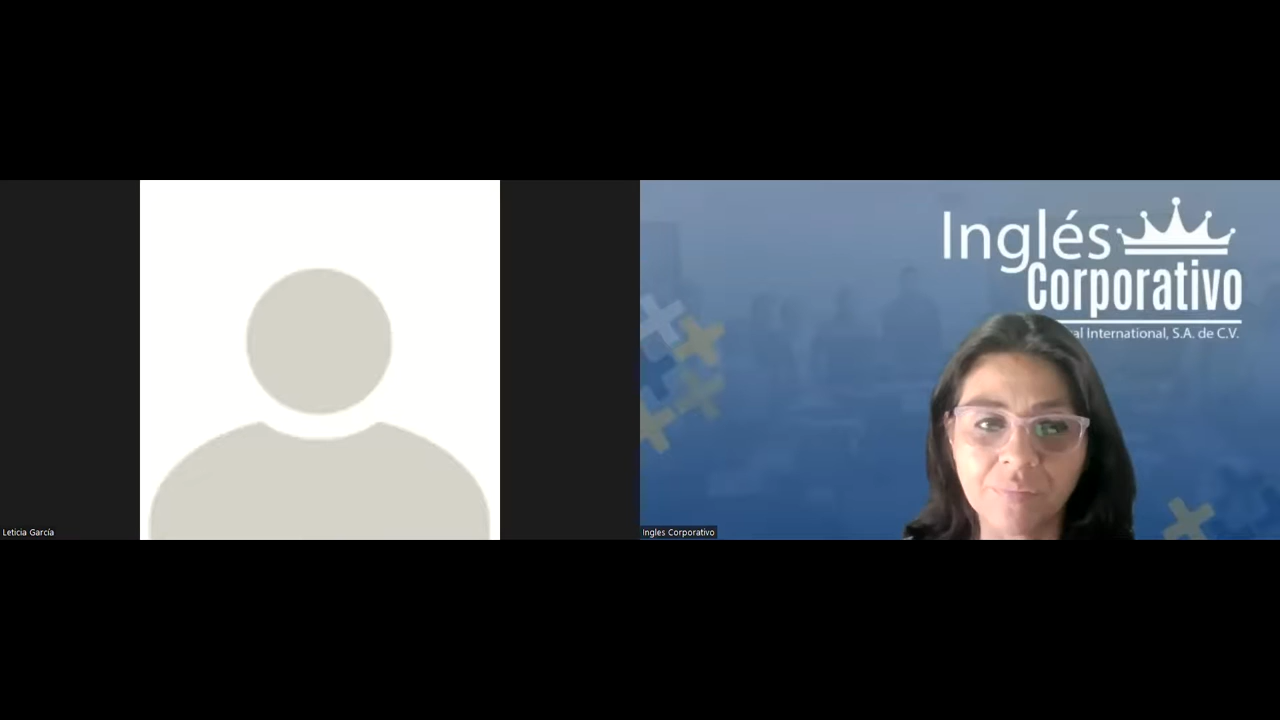 Inglés
Corporativo
al International, S.A. de C.V.
Leticia García
Ingles Corporativo